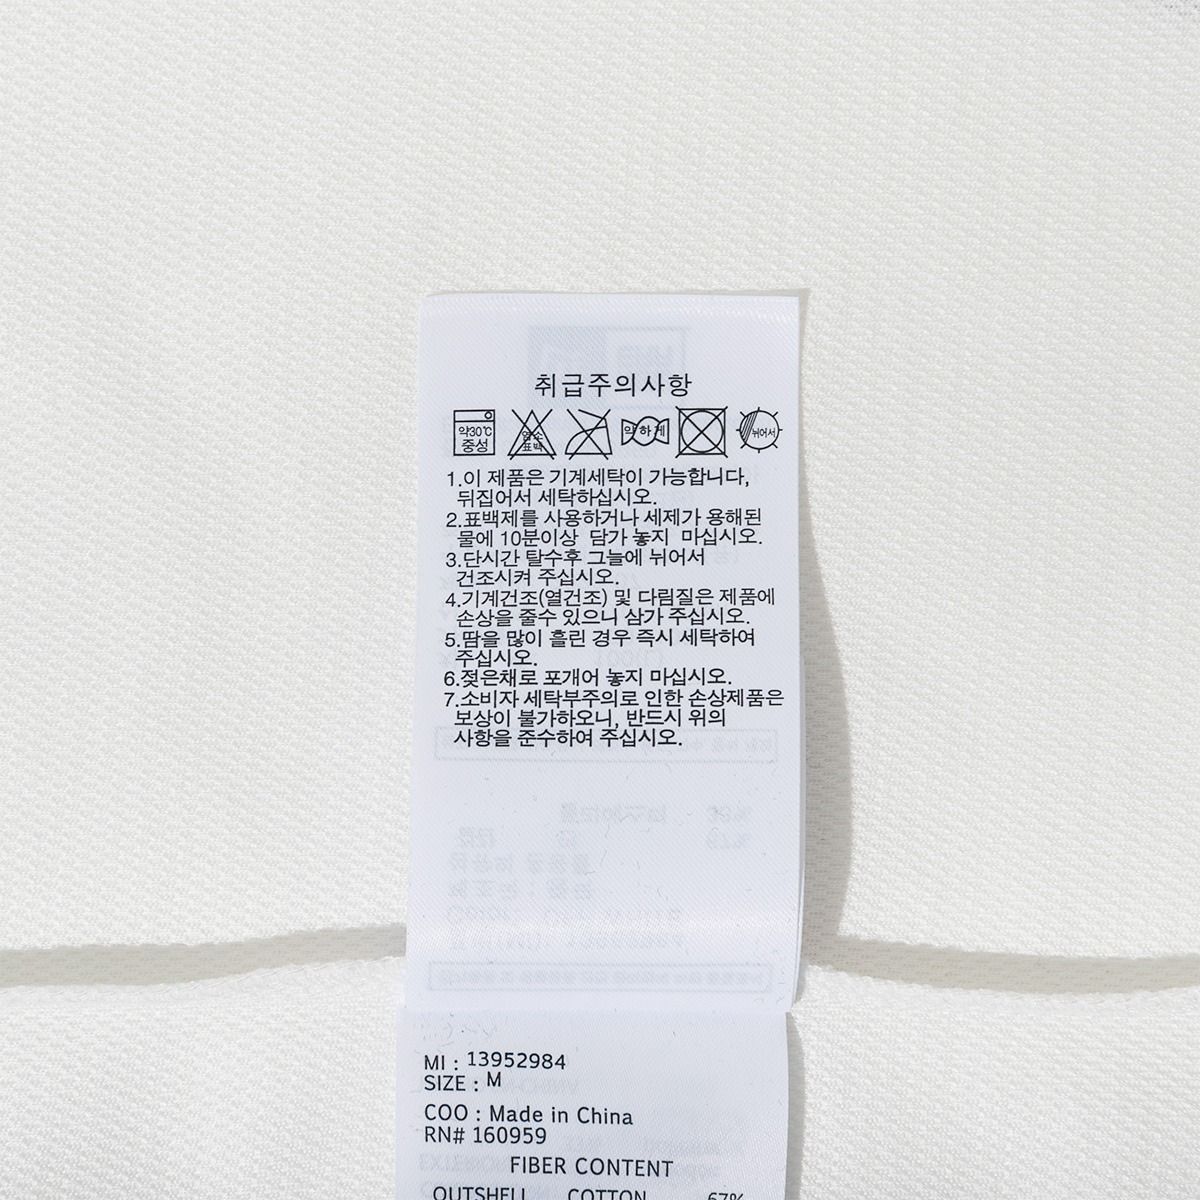 취급주의사항
약30℃ 염소 약하게 뉘어서
중성 표백
1.이 제품은 기계세탁이 가능합니다,
뒤집어서 세탁하십시오.
2.표백제를 사용하거나 세제가 용해된
물에 10분이상 담가 놓지 마십시오.
3.단시간 탈수후 그늘에 뉘어서
건조시켜 주십시오.
4.기계건조(열건조) 및 다림질은 제품에
손상을 줄수 있으니 삼가 주십시오.
5.땀을 많이 흘린 경우 즉시 세탁하여
주십시오.
6.젖은채로 포개어 놓지 마십시오.
7.소비자 세탁부주의로 인한 손상제품은
보상이 불가하오니, 반드시 위의
사항을 준수하여 주십시오.
MI : 13952984
SIZE : M
COO : Made in China
RN# 160959
FIBER CONTENT
OUTSHELL COTTON 67%